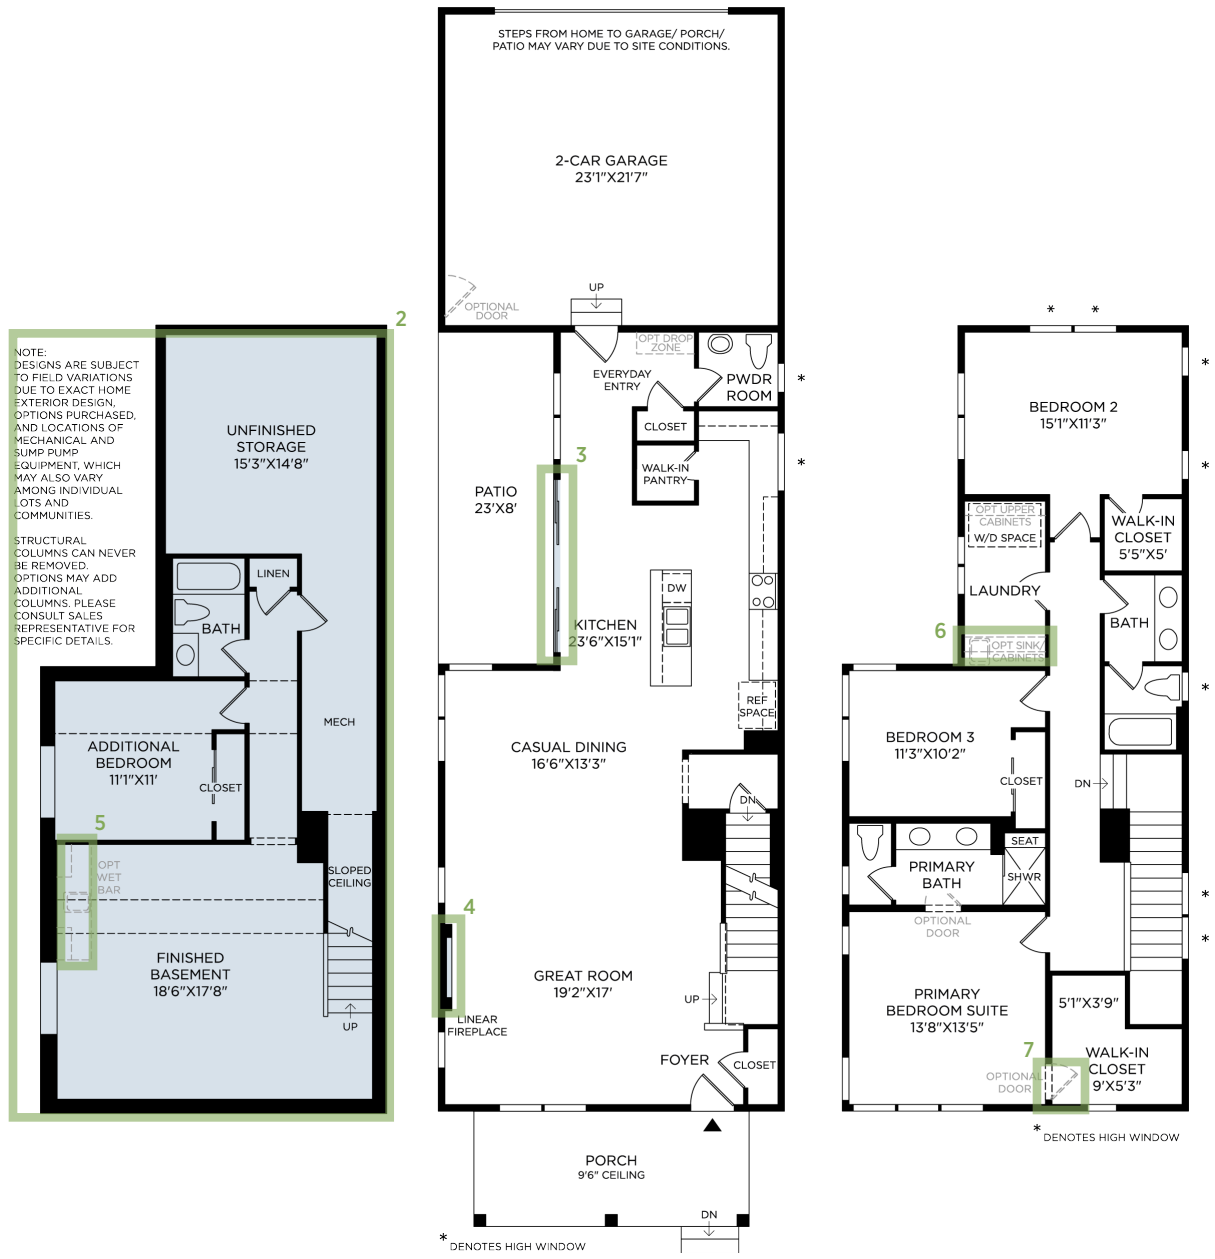 2
NOTE:
DESIGNS ARE SUBJECT
TO FIELD VARIATIONS
DUE TO EXACT HOME
EXTERIOR DESIGN,
OPTIONS PURCHASED,
AND LOCATIONS OF
MECHANICAL AND
SUMP PUMP
EQUIPMENT, WHICH
MAY ALSO VARY
AMONG INDIVIDUAL
LOTS AND
COMMUNITIES.
STRUCTURAL
COLUMNS CAN NEVER
BE REMOVED.
OPTIONS MAY ADD
ADDITIONAL
COLUMNS. PLEASE
CONSULT SALES
REPRESENTATIVE FOR
SPECIFIC DETAILS.
UNFINISHED
STORAGE
15'3"X14'8"
LINEN
BATH
MECH
ADDITIONAL
BEDROOM
11'1"X11'
CLOSET
5
OPT
WET
BAR
SLOPED
CEILING
FINISHED
BASEMENT
18'6"X17'8"
UP
STEPS FROM HOME TO GARAGE/ PORCH/
PATIO MAY VARY DUE TO SITE CONDITIONS.
2-CAR GARAGE
23'1"X21'7"
UP
OPTIONAL
DOOR
OPT DROP
ZONE
EVERYDAY
ENTRY
PWDR
ROOM
*
CLOSET
3
WALK-IN
PANTRY
*
PATIO
23'X8'
DW
KITCHEN
23'6"X15'1"
REF
SPACE
CASUAL DINING
16'6"X13'3"
DN
4
GREAT ROOM
19'2"X17'
UP
LINEAR
FIREPLACE
FOYER
CLOSET
PORCH
9'6" CEILING
DN
* DENOTES HIGH WINDOW
* *
*
BEDROOM 2
15'1"X11'3"
*
OPT UPPER
CABINETS
W/D SPACE
WALK-IN
CLOSET
5'5"X5'
LAUNDRY
BATH
6
OPT SINK/
CABINETS
*
BEDROOM 3
11'3"X10'2"
CLOSET
DN
SEAT
SHWR
PRIMARY
BATH
*
OPTIONAL
DOOR
*
PRIMARY
BEDROOM SUITE
13'8"X13'5"
5'1"X3'9"
7
WALK-IN
CLOSET
9'X5'3"
OPTIONAL
DOOR
* DENOTES HIGH WINDOW